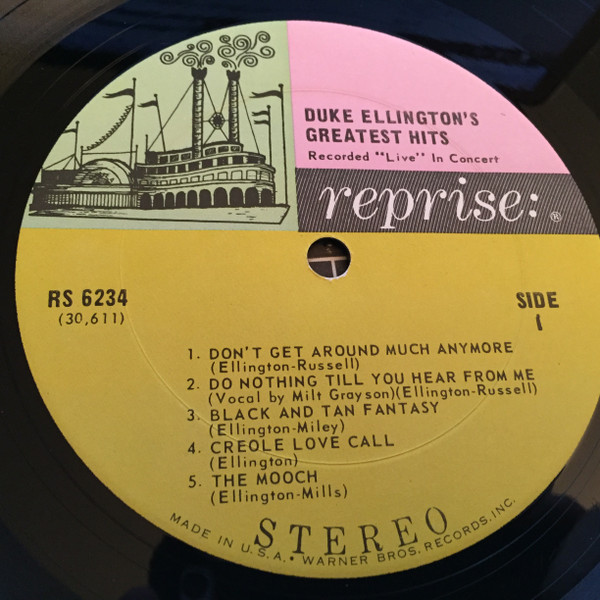 DUKE ELLINGTON'S
GREATEST HITS
Recorded "Live" In Concert
reprise: ®
RS 6234
(30,611)
SIDE
1
1. DON'T GET AROUND MUCH ANYMORE
(Ellington-Russell)
2. DO NOTHING TILL YOU HEAR FROM ME
(Vocal by Milt Grayson)(Ellington-Russell)
3. BLACK AND TAN FANTASY
(Ellington-Miley)
4. CREOLE LOVE CALL
(Ellington)
5. THE MOOCH
(Ellington-Mills)
STEREO
MADE IN U.S.A. • WARNER BROS. RECORDS, INC.